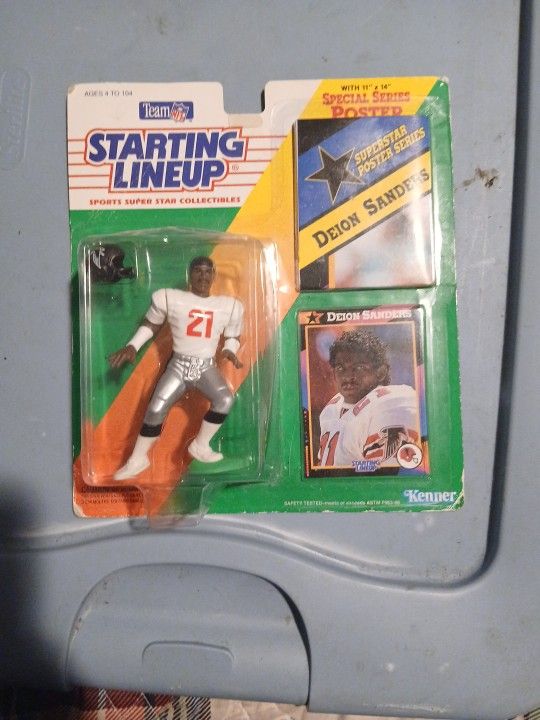 AGES 4 TO 104
Team NFL
STARTING
LINEUP®
SPORTS SUPER STAR COLLECTIBLES
WITH 11" x 14"
SPECIAL SERIES
POSTER
SUPERSTAR
POSTER SERIES
DEION SANDERS
21
DEION SANDERS
21
STARTING
LINEUP
Kenner